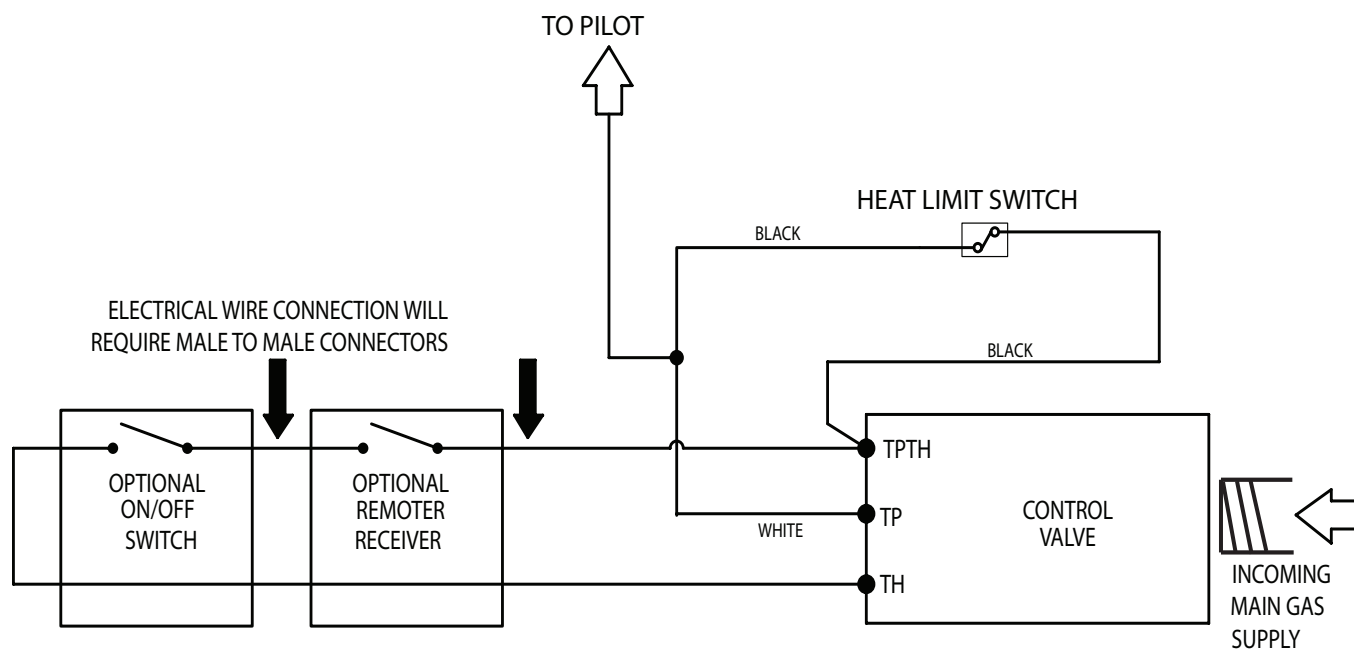 TO PILOT
HEAT LIMIT SWITCH
BLACK
ELECTRICAL WIRE CONNECTION WILL
REQUIRE MALE TO MALE CONNECTORS
BLACK
OPTIONAL
ON/OFF
SWITCH
OPTIONAL
REMOTER
RECEIVER
TPTH
TP
WHITE
TH
CONTROL
VALVE
INCOMING
MAIN GAS
SUPPLY